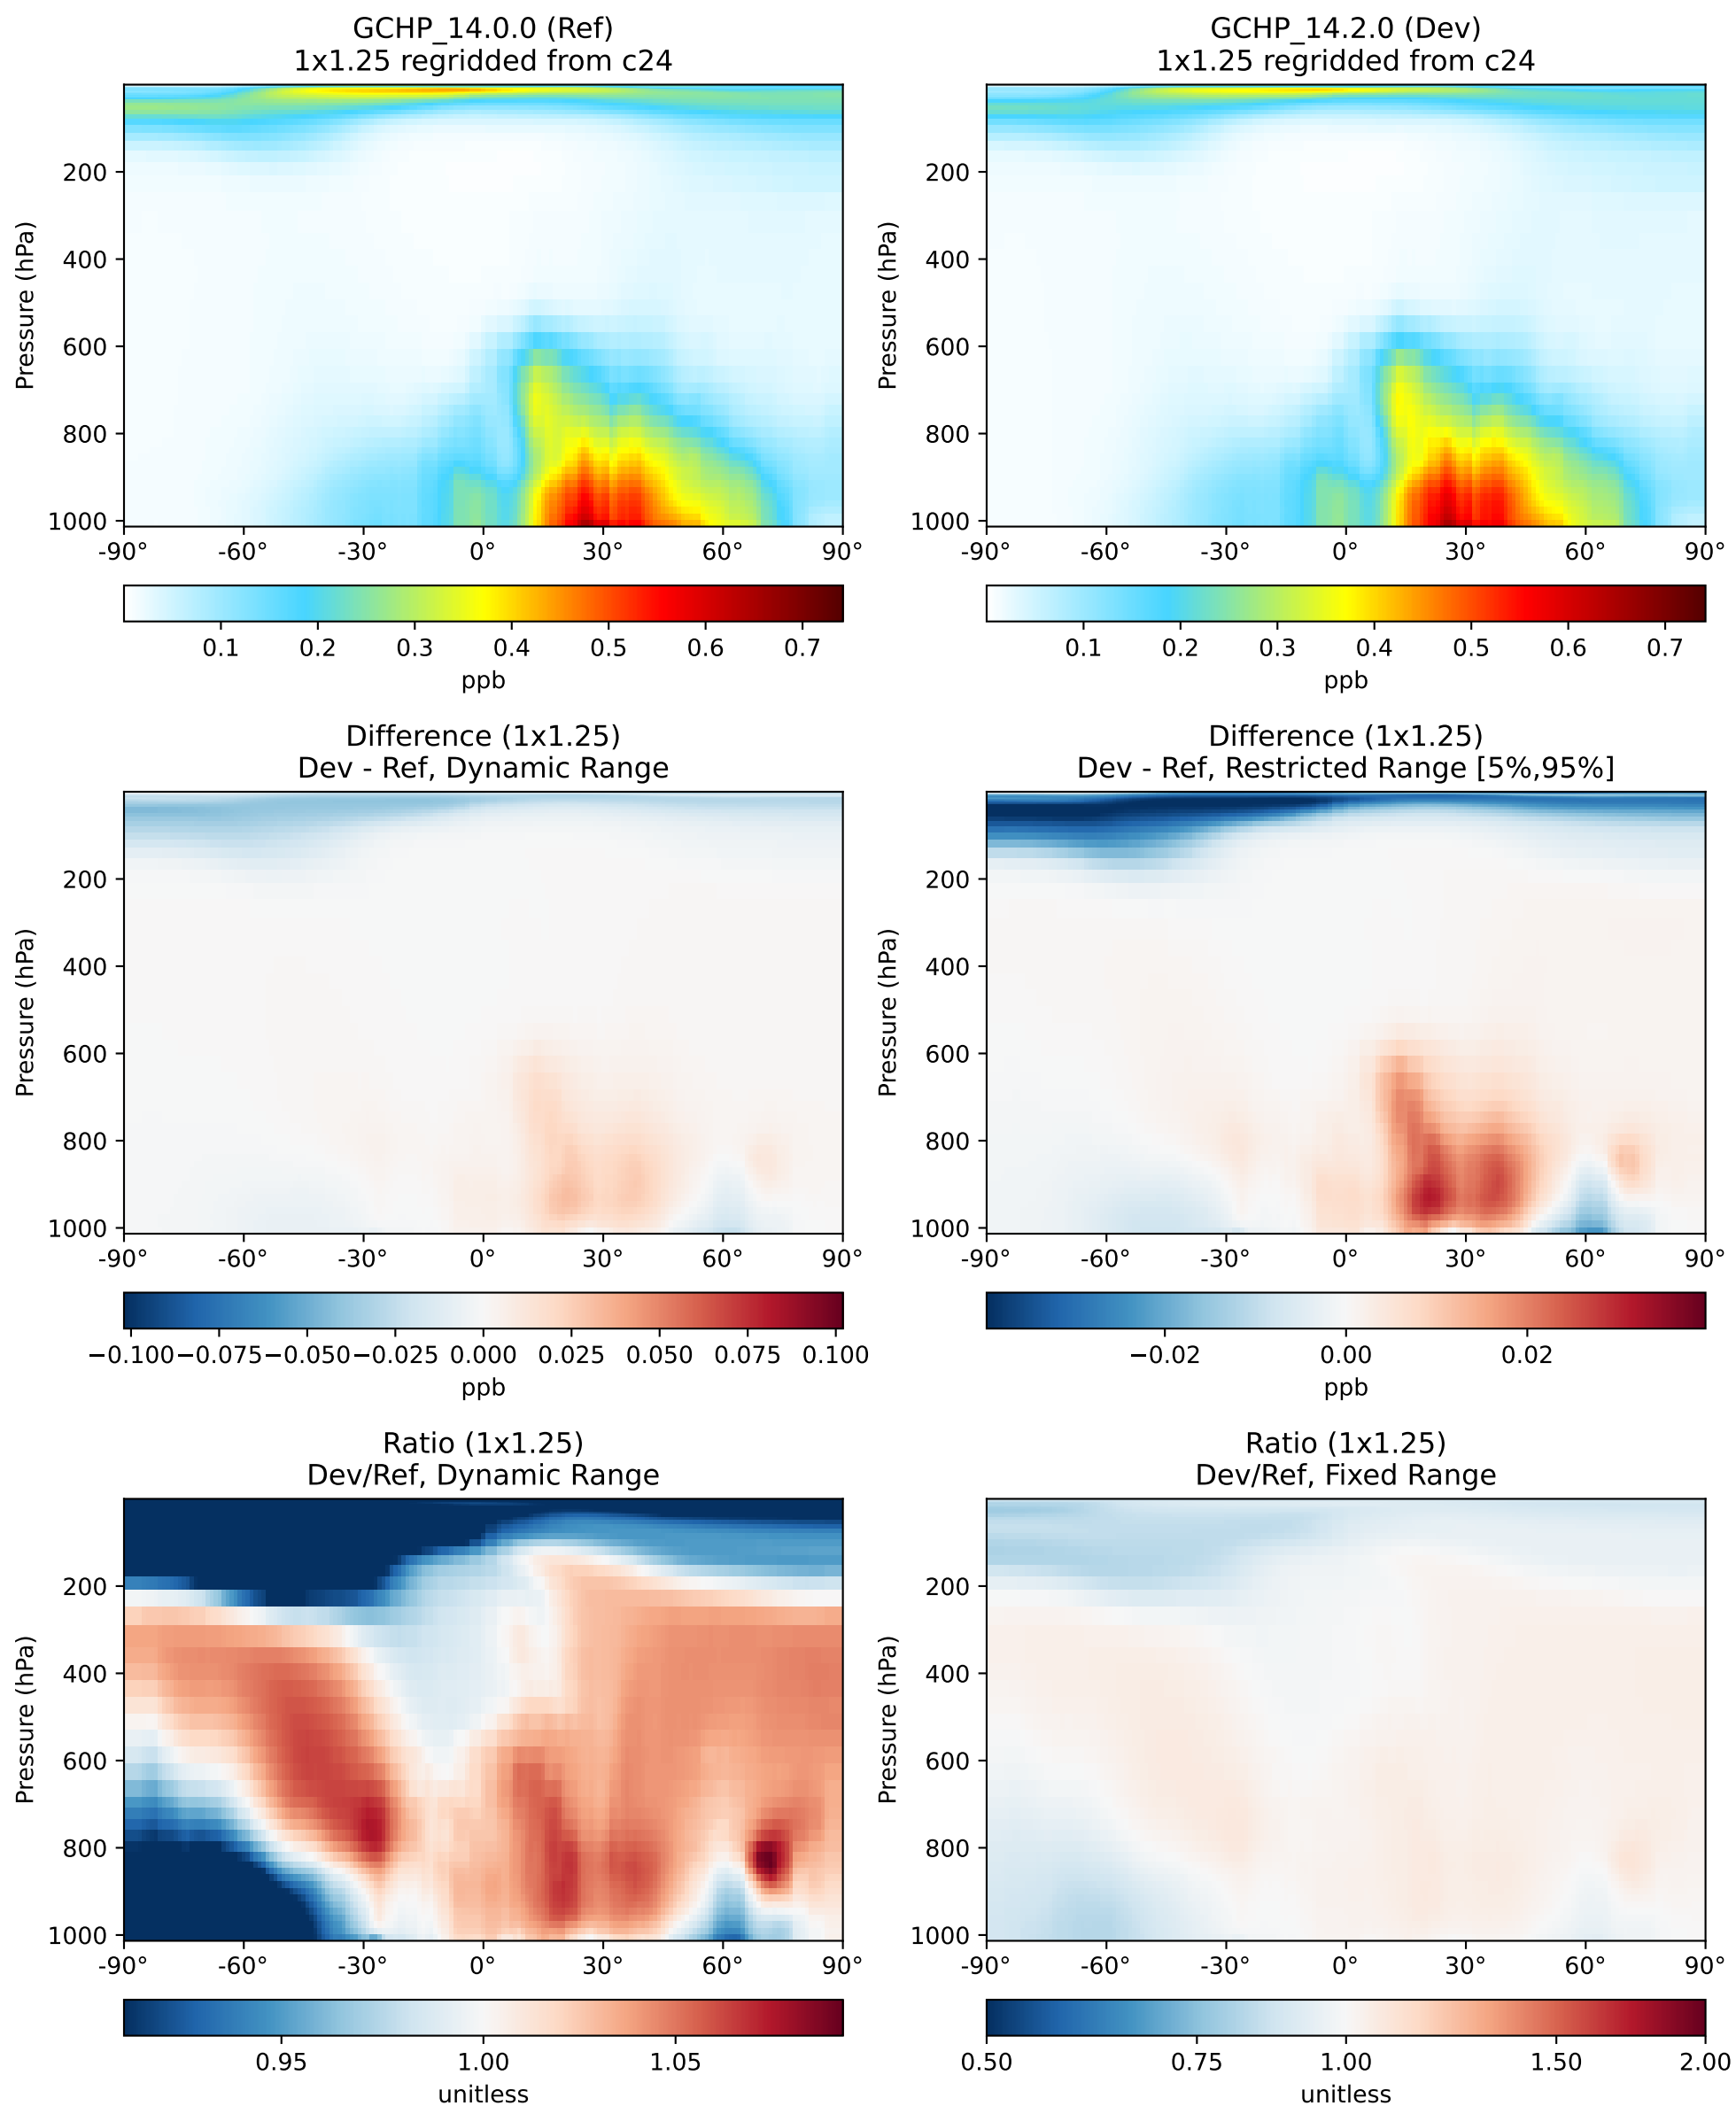 GCHP_14.0.0 (Ref)
1x1.25 regridded from c24
Pressure (hPa)
200
400
600
800
1000
-90° -60° -30° 0° 30° 60° 90°
0.1 0.2 0.3 0.4 0.5 0.6 0.7
ppb
GCHP_14.2.0 (Dev)
1x1.25 regridded from c24
Pressure (hPa)
200
400
600
800
1000
-90° -60° -30° 0° 30° 60° 90°
0.1 0.2 0.3 0.4 0.5 0.6 0.7
ppb
Difference (1x1.25)
Dev - Ref, Dynamic Range
Pressure (hPa)
200
400
600
800
1000
-90° -60° -30° 0° 30° 60° 90°
−0.100 −0.075 −0.050 −0.025 0.000 0.025 0.050 0.075 0.100
ppb
Difference (1x1.25)
Dev - Ref, Restricted Range [5%,95%]
Pressure (hPa)
200
400
600
800
1000
-90° -60° -30° 0° 30° 60° 90°
−0.02 0.00 0.02
ppb
Ratio (1x1.25)
Dev/Ref, Dynamic Range
Pressure (hPa)
200
400
600
800
1000
-90° -60° -30° 0° 30° 60° 90°
0.95 1.00 1.05
unitless
Ratio (1x1.25)
Dev/Ref, Fixed Range
Pressure (hPa)
200
400
600
800
1000
-90° -60° -30° 0° 30° 60° 90°
0.50 0.75 1.00 1.50 2.00
unitless